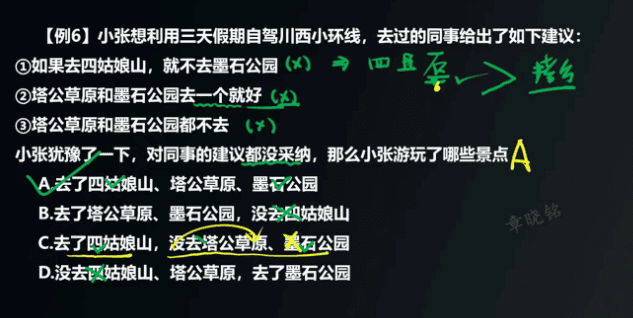 【例6】小张想利用三天假期自驾川西小环线，去过的同事给出了如下建议：
①如果去四姑娘山，就不去墨石公园 (×) ⇒ 四且否
②塔公草原和墨石公园去一个就好 (×)
③塔公草原和墨石公园都不去 (×)
小张犹豫了一下，对同事的建议都没采纳，那么小张游玩了哪些景点 A
A.去了四姑娘山、塔公草原、墨石公园
B.去了塔公草原、墨石公园，没去四姑娘山
C.去了四姑娘山，没去塔公草原、墨石公园
D.没去四姑娘山、塔公草原，去了墨石公园
章晓铭